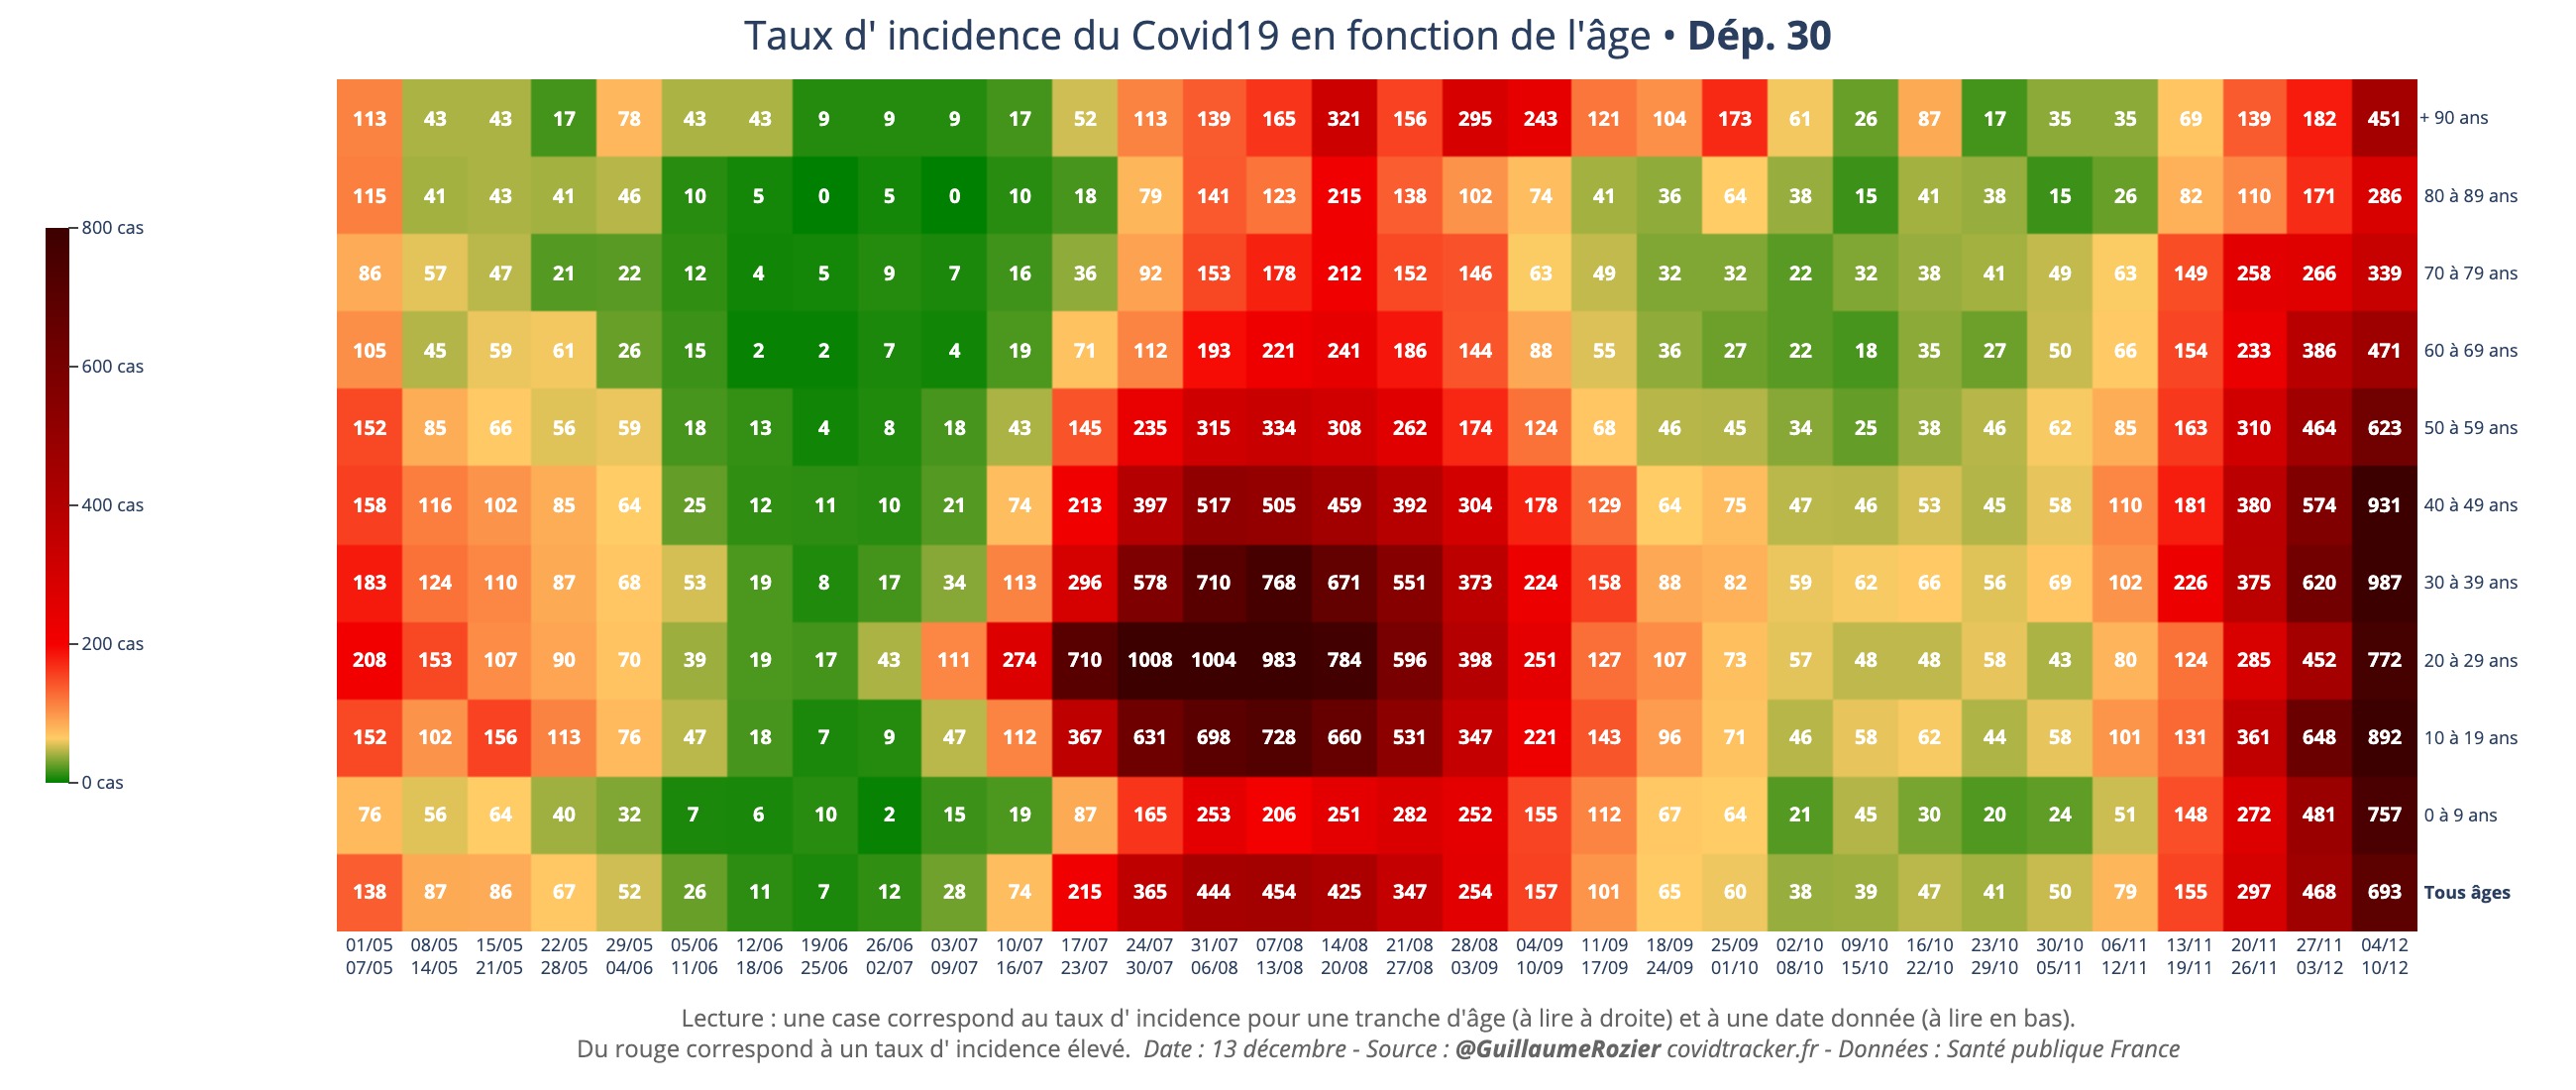 Taux d' incidence du Covid19 en fonction de l'âge • Dép. 30
113 43 43 17 78 43 43 9 9 9 17 52 113 139 165 321 156 295 243 121 104 173 61 26 87 17 35 35 69 139 182 451 + 90 ans
115 41 43 41 46 10 5 0 5 0 10 18 79 141 123 215 138 102 74 41 36 64 38 15 41 38 15 26 82 110 171 286 80 à 89 ans
800 cas
86 57 47 21 22 12 4 5 9 7 16 36 92 153 178 212 152 146 63 49 32 32 22 32 38 41 49 63 149 258 266 339 70 à 79 ans
105 45 59 61 26 15 2 2 7 4 19 71 112 193 221 241 186 144 88 55 36 27 22 18 35 27 50 66 154 233 386 471 60 à 69 ans
600 cas
152 85 66 56 59 18 13 4 8 18 43 145 235 315 334 308 262 174 124 68 46 45 34 25 38 46 62 85 163 310 464 623 50 à 59 ans
400 cas
158 116 102 85 64 25 12 11 10 21 74 213 397 517 505 459 392 304 178 129 64 75 47 46 53 45 58 110 181 380 574 931 40 à 49 ans
183 124 110 87 68 53 19 8 17 34 113 296 578 710 768 671 551 373 224 158 88 82 59 62 66 56 69 102 226 375 620 987 30 à 39 ans
200 cas
208 153 107 90 70 39 19 17 43 111 274 710 1008 1004 983 784 596 398 251 127 107 73 57 48 48 58 43 80 124 285 452 772 20 à 29 ans
152 102 156 113 76 47 18 7 9 47 112 367 631 698 728 660 531 347 221 143 96 71 46 58 62 44 58 101 131 361 648 892 10 à 19 ans
0 cas
76 56 64 40 32 7 6 10 2 15 19 87 165 253 206 251 282 252 155 112 67 64 21 45 30 20 24 51 148 272 481 757 0 à 9 ans
138 87 86 67 52 26 11 7 12 28 74 215 365 444 454 425 347 254 157 101 65 60 38 39 47 41 50 79 155 297 468 693 Tous âges
01/05 08/05 15/05 22/05 29/05 05/06 12/06 19/06 26/06 03/07 10/07 17/07 24/07 31/07 07/08 14/08 21/08 28/08 04/09 11/09 18/09 25/09 02/10 09/10 16/10 23/10 30/10 06/11 13/11 20/11 27/11 04/12
07/05 14/05 21/05 28/05 04/06 11/06 18/06 25/06 02/07 09/07 16/07 23/07 30/07 06/08 13/08 20/08 27/08 03/09 10/09 17/09 24/09 01/10 08/10 15/10 22/10 29/10 05/11 12/11 19/11 26/11 03/12 10/12
Lecture : une case correspond au taux d' incidence pour une tranche d'âge (à lire à droite) et à une date donnée (à lire en bas).
Du rouge correspond à un taux d' incidence élevé. Date : 13 décembre - Source : @GuillaumeRozier covidtracker.fr - Données : Santé publique France